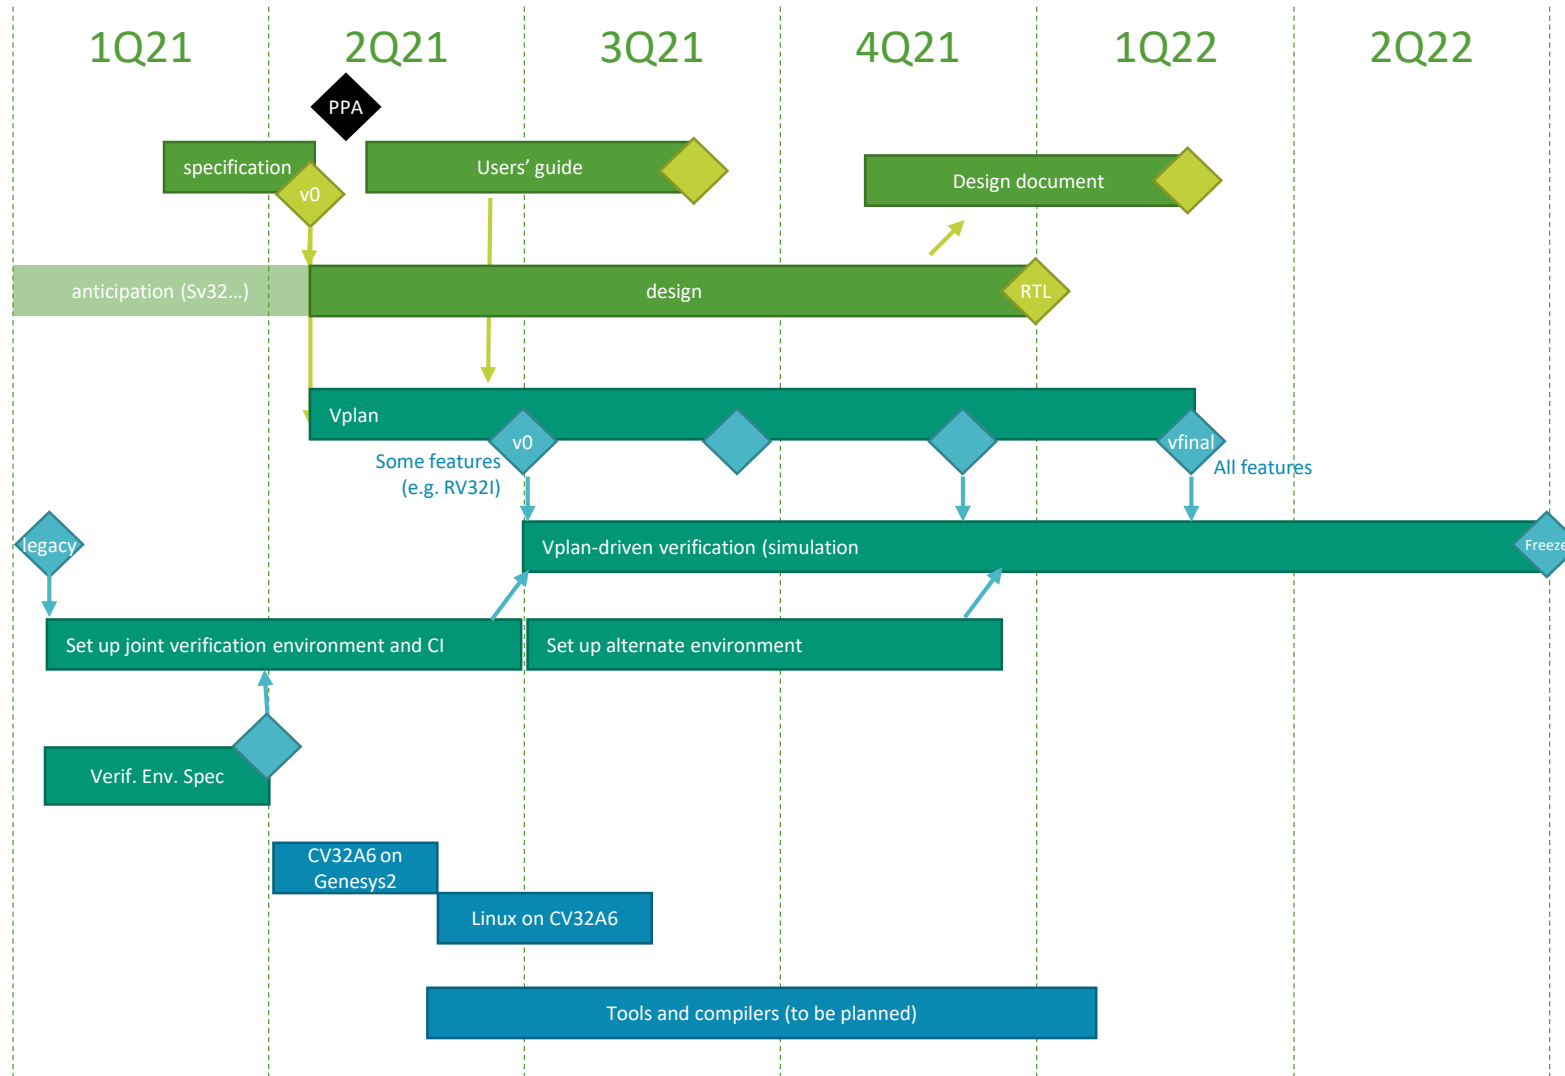 1Q21
2Q21
3Q21
4Q21
1Q22
2Q22
PPA
specification
Users’ guide
Design document
v0
anticipation (Sv32...)
design
RTL
Vplan
v0
vfinal
Some features
(e.g. RV32I)
All features
legacy
Vplan-driven verification (simulation
Freeze
Set up joint verification environment and CI
Set up alternate environment
Verif. Env. Spec
CV32A6 on
Genesys2
Linux on CV32A6
Tools and compilers (to be planned)